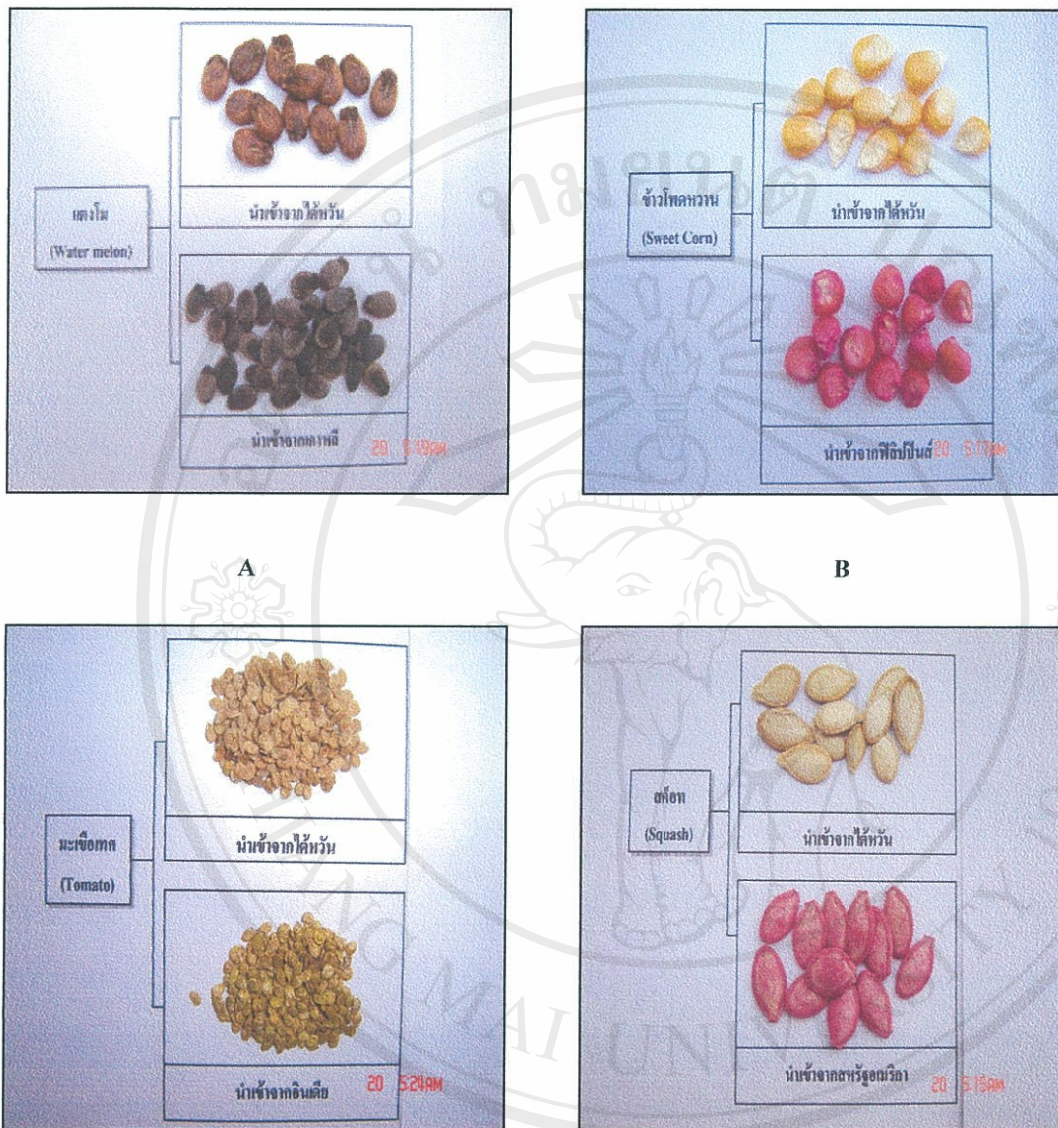 แตงโม
(Water melon)
นำเข้าจากไต้หวัน
นำเข้าจากเกาหลี
20 5:19AM
ข้าวโพดหวาน
(Sweet Corn)
นำเข้าจากไต้หวัน
นำเข้าจากฟิลิปปินส์
20
A
B
มะเขือเทศ
(Tomato)
นำเข้าจากไต้หวัน
นำเข้าจากอินเดีย
20 5:24AM
(Squash)
นำเข้าจากไต้หวัน
นำเข้าจากสหรัฐอเมริกา
20 5:15AM
MAI UNIVERSITY